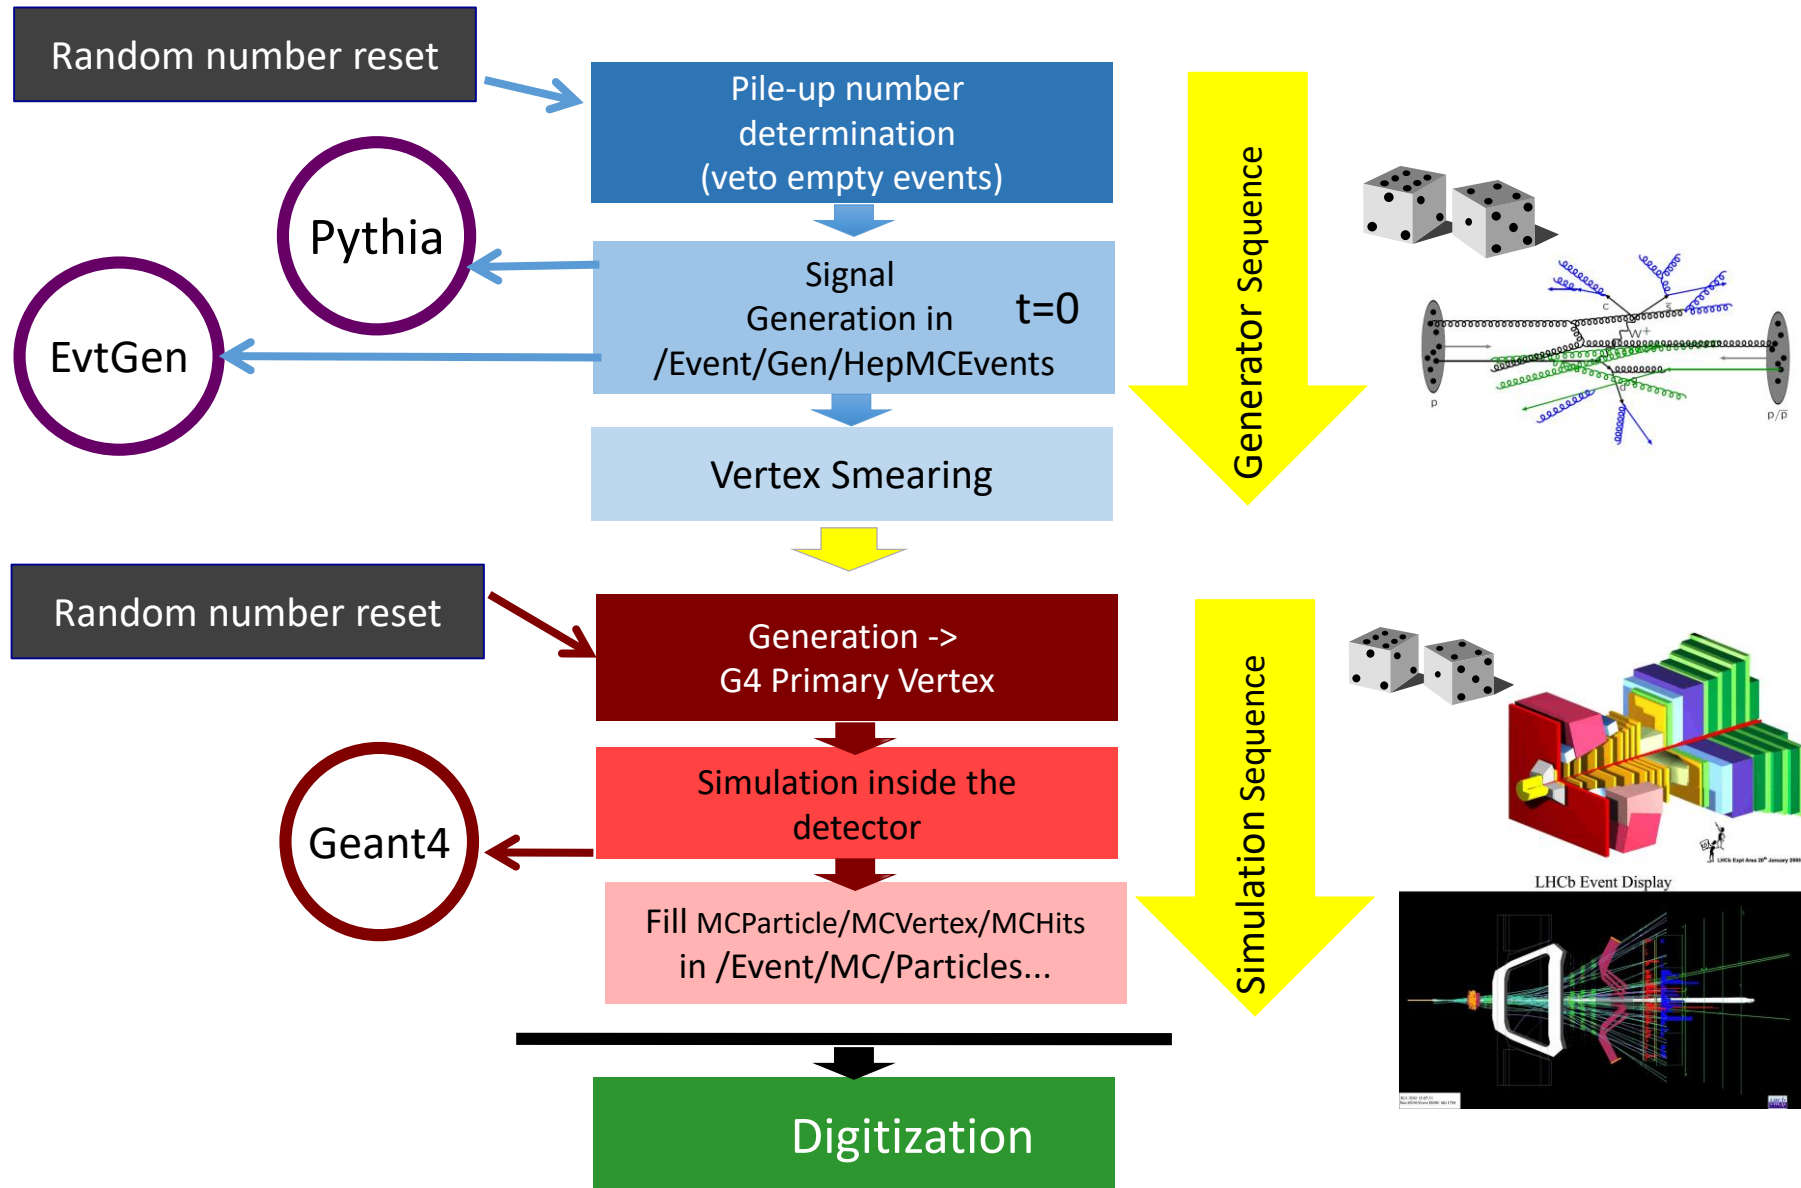 Random number reset
Pile-up number
determination
(veto empty events)
Pythia
EvtGen
Signal
Generation in
/Event/Gen/HepMCEvents
t=0
Vertex Smearing
Generator Sequence
c
s
W+
d
p
p/p̅
Random number reset
Generation ->
G4 Primary Vertex
Simulation inside the
detector
Geant4
Fill MCParticle/MCVertex/MCHits
in /Event/MC/Particles...
Simulation Sequence
LHCb Event Display
Digitization